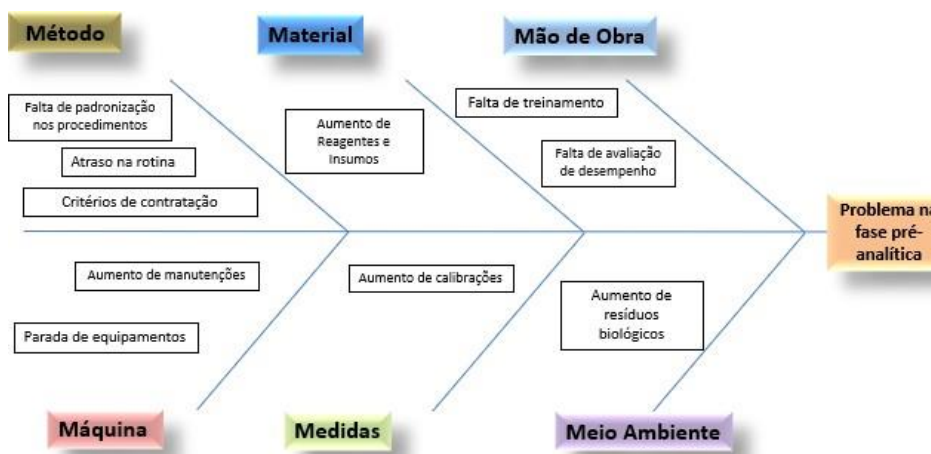 Método
Material
Mão de Obra
Falta de padronização
nos procedimentos
Atraso na rotina
Critérios de contratação
Aumento de
Reagentes e
Insumos
Falta de treinamento
Falta de avaliação
de desempenho
Problema na
fase pré-
analítica
Aumento de manutenções
Parada de equipamentos
Aumento de calibrações
Aumento de
resíduos
biológicos
Máquina
Medidas
Meio Ambiente